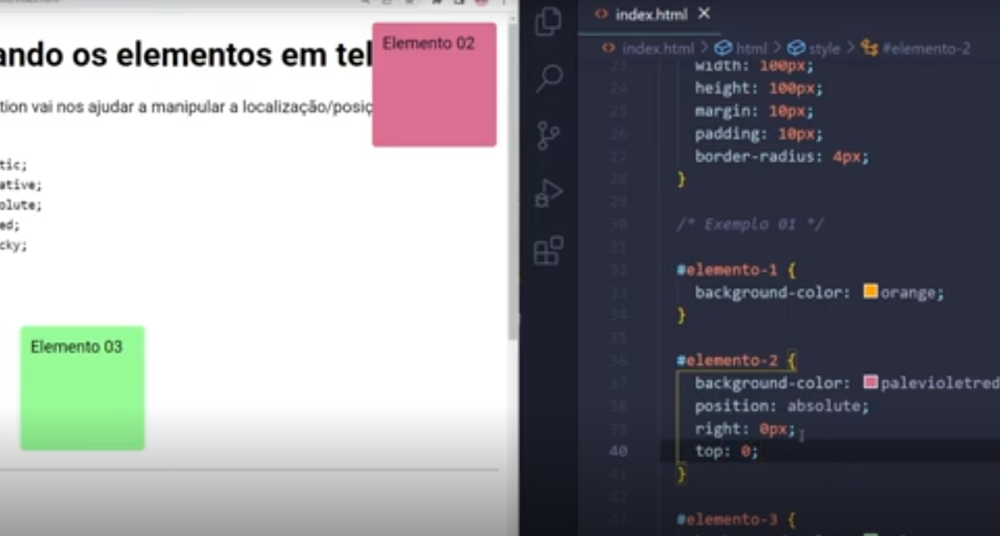 ando os elementos em tel
Elemento 02
tion vai nos ajudar a manipular a localização/posiç
tic;
ative;
olute;
ed;
cky;
Elemento 03
index.html
index.html > html > style > #elemento-2
23 width: 100px;
24 height: 100px;
25 margin: 10px;
26 padding: 10px;
27 border-radius: 4px;
28 }
29
30 /* Exemplo 01 */
31
32 #elemento-1 {
33 background-color: orange;
34 }
35
36 #elemento-2 {
37 background-color: palevioletred
38 position: absolute;
39 right: 0px;
40 top: 0;
41 }
42
43 #elemento-3 {